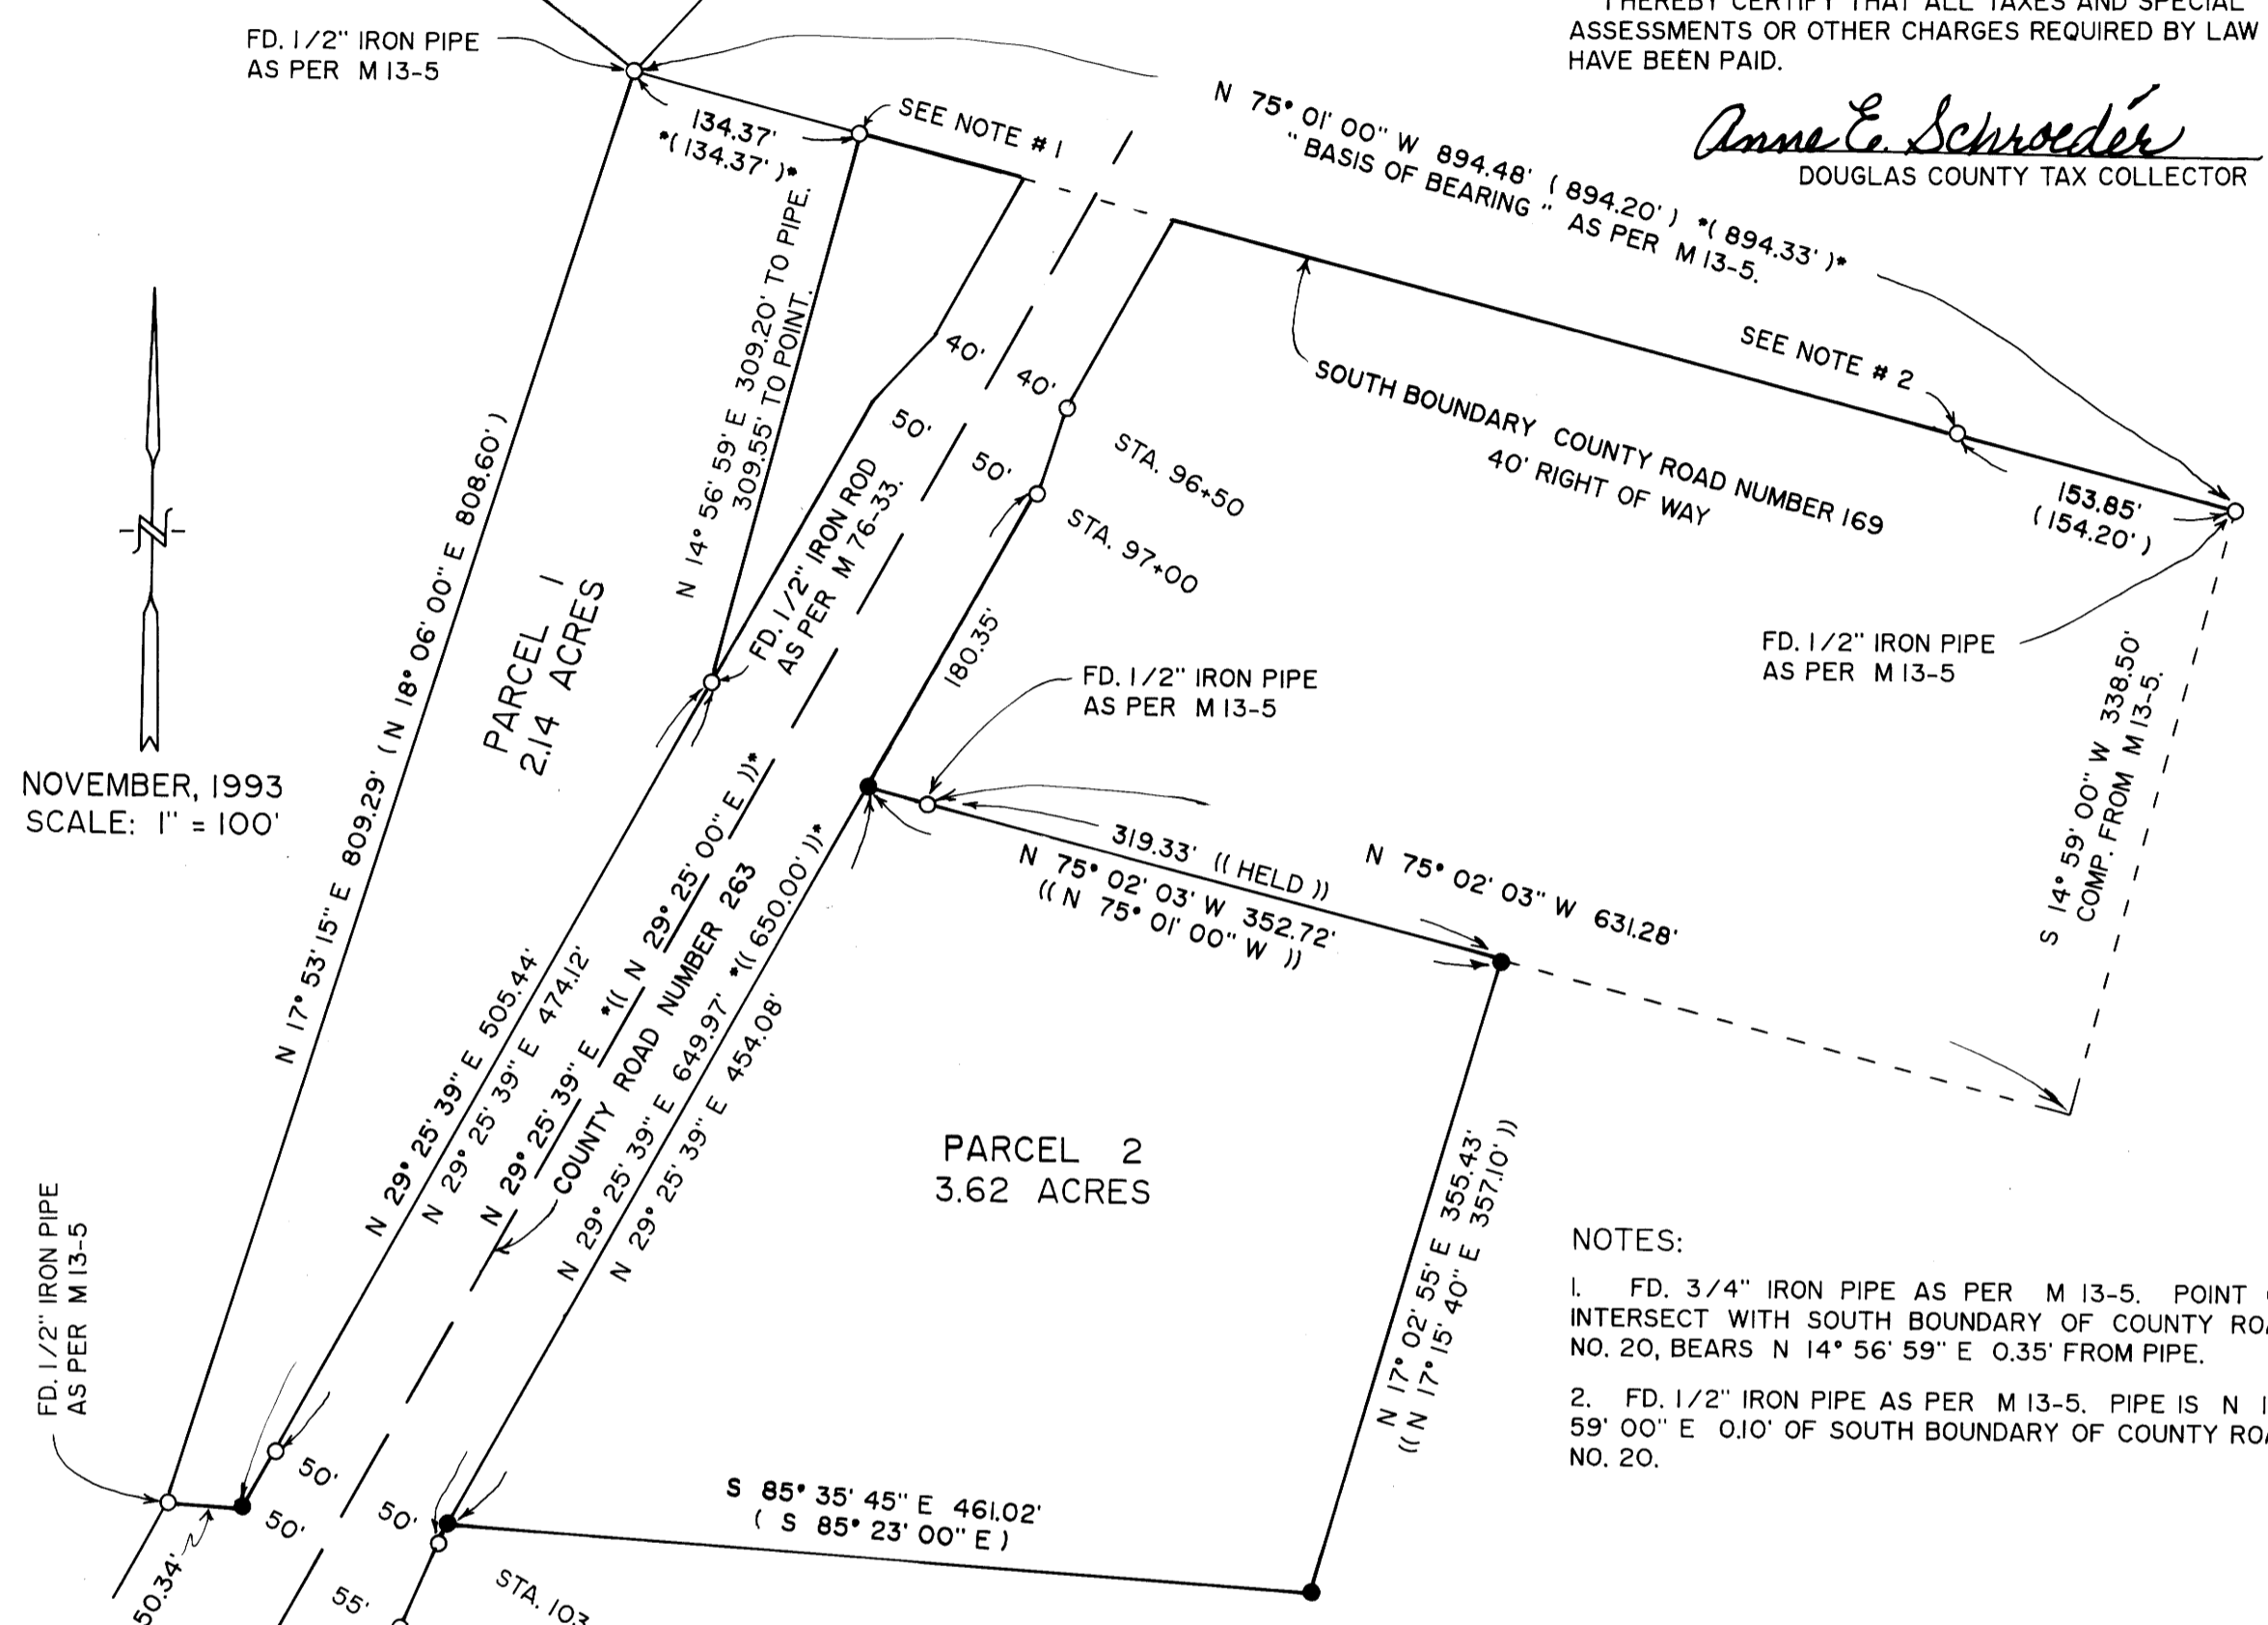 I HEREBY CERTIFY THAT ALL TAXES AND SPECIAL
ASSESSMENTS OR OTHER CHARGES REQUIRED BY LAW
HAVE BEEN PAID.
Anne E. Schroeder
DOUGLAS COUNTY TAX COLLECTOR
FD. 1/2" IRON PIPE
AS PER M 13-5
134.37'
*( 134.37' )*
SEE NOTE # 1
N 75° 01' 00" W 894.48' ( 894.20' ) *( 894.33' )*
" BASIS OF BEARING " AS PER M 13-5.
N 14° 56' 59' E 309.20' TO PIPE.
309.55' TO POINT.
40'
40'
50'
50'
STA. 96+50
STA. 97+00
SOUTH BOUNDARY COUNTY ROAD NUMBER 169
40' RIGHT OF WAY
SEE NOTE # 2
153.85'
( 154.20' )
FD. 1/2" IRON PIPE
AS PER M 13-5
S 14° 59' 00" W 338.50'
COMP. FROM M 13-5.
NOVEMBER, 1993
SCALE: 1" = 100'
N
N 17° 53' 15" E 809.29' ( N 18° 06' 00" E 808.60' )
PARCEL 1
2.14 ACRES
FD. 1/2" IRON ROD
AS PER M 76-33.
180.35'
FD. 1/2" IRON PIPE
AS PER M 13-5
319.33' (( HELD ))
N 75° 02' 03' W 352.72'
(( N 75° 01' 00" W ))
N 75° 02' 03" W 631.28'
N 29° 25' 39" E 505.44'
N 29° 25' 39" E 474.12'
N 29° 25' 39" E *(( N 29° 25' 00" E ))*
COUNTY ROAD NUMBER 263
N 29° 25' 39" E 649.97' *(( 650.00' ))*
N 29° 25' 39" E 454.08'
PARCEL 2
3.62 ACRES
N 17° 02' 55' E 355.43'
(( N 17° 15' 40" E 357.10' ))
FD. 1/2" IRON PIPE
AS PER M 13-5
50.34'
50'
50'
50'
55'
STA. 103
S 85° 35' 45" E 461.02'
( S 85° 23' 00" E )
NOTES:
1. FD. 3/4" IRON PIPE AS PER M 13-5. POINT
INTERSECT WITH SOUTH BOUNDARY OF COUNTY
NO. 20, BEARS N 14° 56' 59" E 0.35' FROM PIPE.
2. FD. 1/2" IRON PIPE AS PER M 13-5. PIPE IS N
59' 00" E 0.10' OF SOUTH BOUNDARY OF COUNTY
NO. 20.